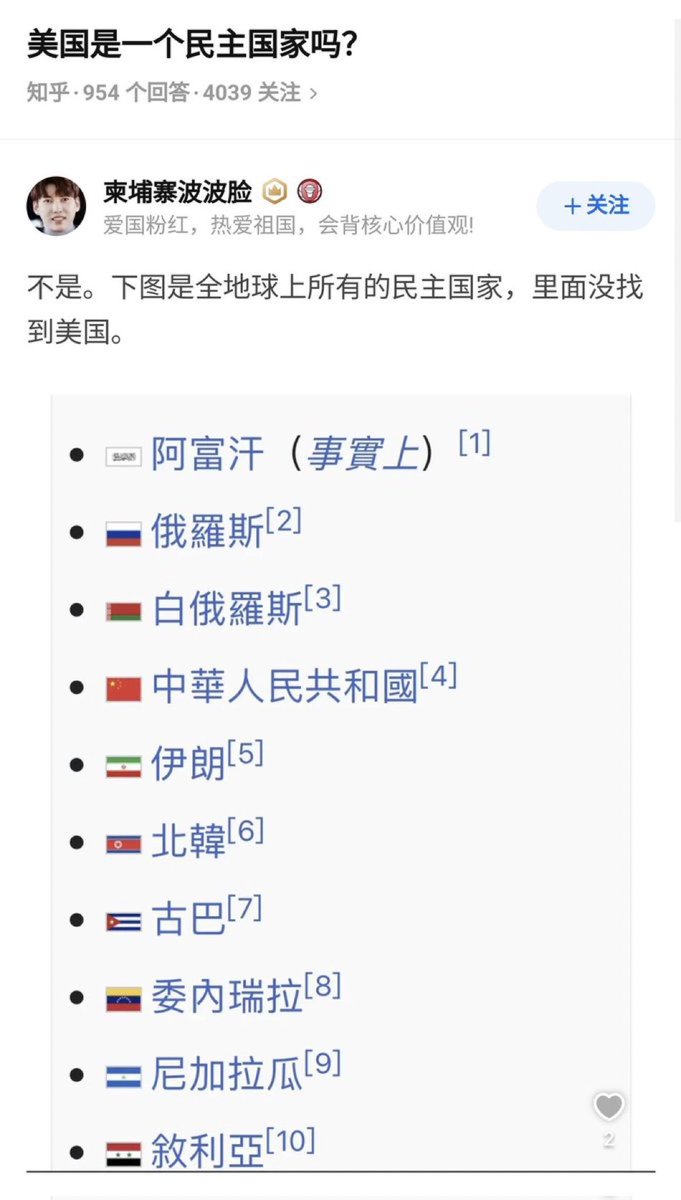 美国是一个民主国家吗?
知乎·954 个回答·4039 关注 >
柬埔寨波波脸
爱国粉红，热爱祖国，会背核心价值观!
+关注
不是。下图是全地球上所有的民主国家，里面没找
到美国。
阿富汗（事實上）[1]
俄羅斯[2]
白俄羅斯[3]
中華人民共和國[4]
伊朗[5]
北韓[6]
古巴[7]
委內瑞拉[8]
尼加拉瓜[9]
敘利亞[10]
2